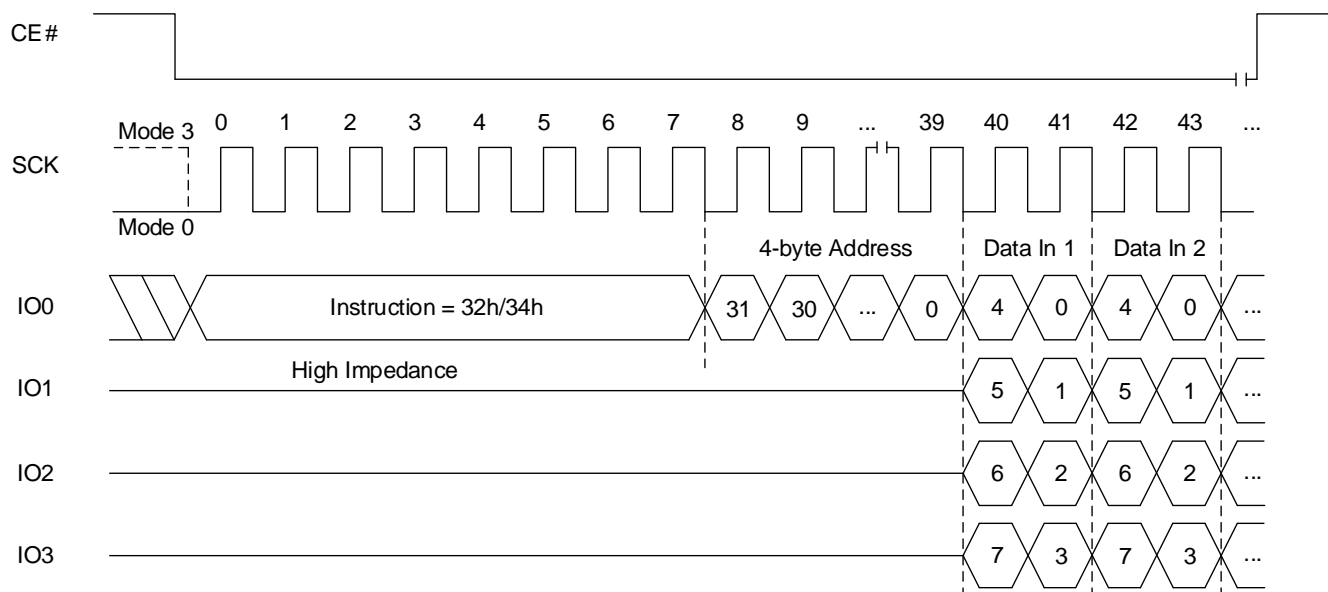 CE#
Mode 3 0 1 2 3 4 5 6 7 8 9 ... 39 40 41 42 43 ...
SCK
Mode 0
4-byte Address Data In 1 Data In 2
IO0 Instruction = 32h/34h 31 30 ... 0 4 0 4 0 ...
High Impedance
IO1 5 1 5 1 ...
IO2 6 2 6 2 ...
IO3 7 3 7 3 ...